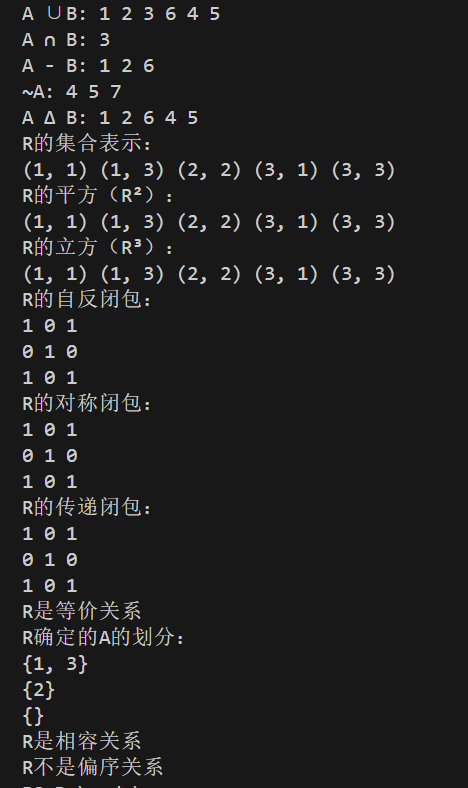 A ∪B: 1 2 3 6 4 5
A ∩ B: 3
A - B: 1 2 6
~A: 4 5 7
A Δ B: 1 2 6 4 5
R的集合表示:
(1, 1) (1, 3) (2, 2) (3, 1) (3, 3)
R的平方（R²）:
(1, 1) (1, 3) (2, 2) (3, 1) (3, 3)
R的立方（R³）:
(1, 1) (1, 3) (2, 2) (3, 1) (3, 3)
R的自反闭包:
1 0 1
0 1 0
1 0 1
R的对称闭包:
1 0 1
0 1 0
1 0 1
R的传递闭包:
1 0 1
0 1 0
1 0 1
R是等价关系
R确定的A的划分:
{1, 3}
{2}
{}
R是相容关系
R不是偏序关系